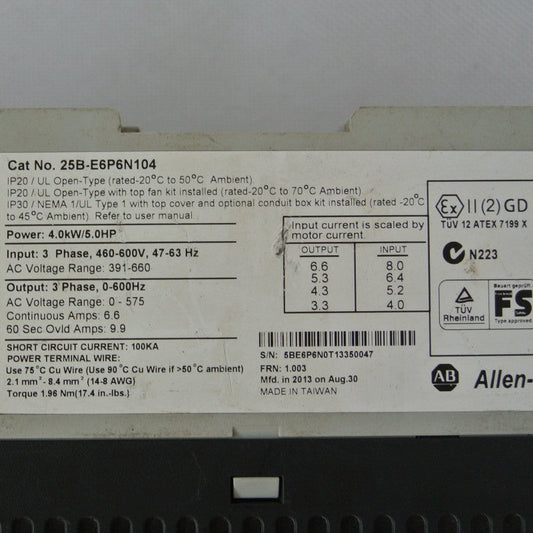 Cat No. 25B-E6P6N104
IP20 / UL Open-Type (rated-20°C to 50°C Ambient)
IP20 / UL Open-Type with top fan kit installed (rated-20°C to 70°C Ambient)
IP30 / NEMA 1/UL Type 1 with top cover and optional conduit box kit installed (rated-20°C
to 45°C Ambient). Refer to user manual.
Power: 4.0kW/5.0HP
Input: 3 Phase, 460-600V, 47-63 Hz
AC Voltage Range: 391-660
Output: 3 Phase, 0-600Hz
AC Voltage Range: 0 - 575
Continuous Amps: 6.6
60 Sec Ovld Amps: 9.9
SHORT CIRCUIT CURRENT: 100KA
POWER TERMINAL WIRE:
Use 75°C Cu Wire (Use 90°C Cu Wire if >50°C ambient)
2.1 mm² - 8.4 mm² (14-8 AWG)
Torque 1.96 Nm(17.4 in.-lbs.)
Input current is scaled by
motor current.
OUTPUT INPUT
6.6 8.0
5.3 6.4
4.3 5.2
3.3 4.0
S/N: 5BE6P6N0T13350047
FRN: 1.003
Mfd. in 2013 on Aug.30
MADE IN TAIWAN
Ex II (2) GD
TÜV 12 ATEX 7199 X
N223
TÜV
Rheinland
Bauart geprüft
FS
Type approved
AB Allen-